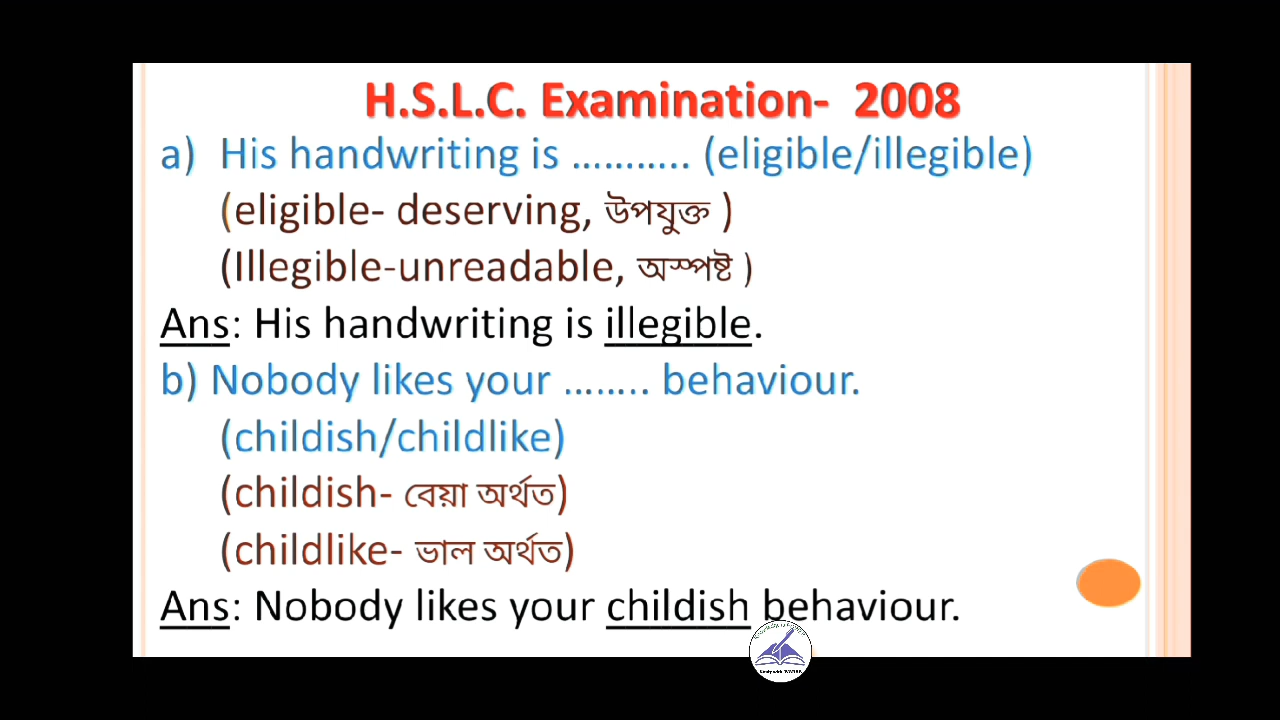 H.S.L.C. Examination- 2008
a) His handwriting is ……….. (eligible/illegible)
(eligible- deserving, উপযুক্ত )
(Illegible-unreadable, অস্পষ্ট )
Ans: His handwriting is illegible.
b) Nobody likes your …….. behaviour.
(childish/childlike)
(childish- বেয়া অৰ্থত)
(childlike- ভাল অৰ্থত)
Ans: Nobody likes your childish behaviour.